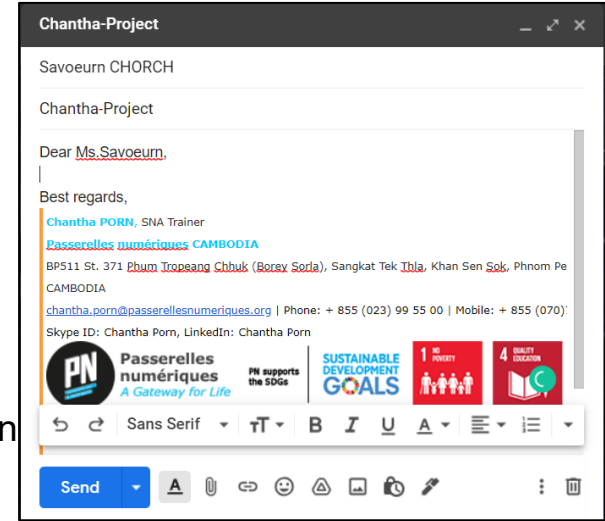 Chantha-Project
Savoeurn CHORCH
Chantha-Project
Dear Ms.Savoeurn,
Best regards,
Chantha PORN, SNA Trainer
Passerelles numériques CAMBODIA
BP511 St. 371 Phum Tropeang Chhuk (Borey Sorla), Sangkat Tek Thla, Khan Sen Sok, Phnom Pe
CAMBODIA
chantha.porn@passerellesnumeriques.org | Phone: + 855 (023) 99 55 00 | Mobile: + 855 (070)
Skype ID: Chantha Porn, LinkedIn: Chantha Porn
PN
Passerelles
numériques
A Gateway for Life
PN supports
the SDGs
SUSTAINABLE
DEVELOPMENT
GOALS
1 NO
POVERTY
4 QUALITY
EDUCATION
n
Sans Serif
B I U A
Send
A